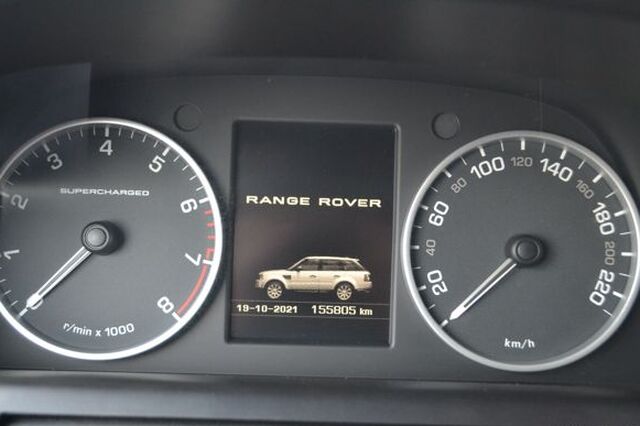 1 2 3 4 5 6 7 8
SUPERCHARGED
r/min x 1000
RANGE ROVER
19-10-2021 155805 km
20 40 60 80 100 120 140 160 180 200 220
km/h